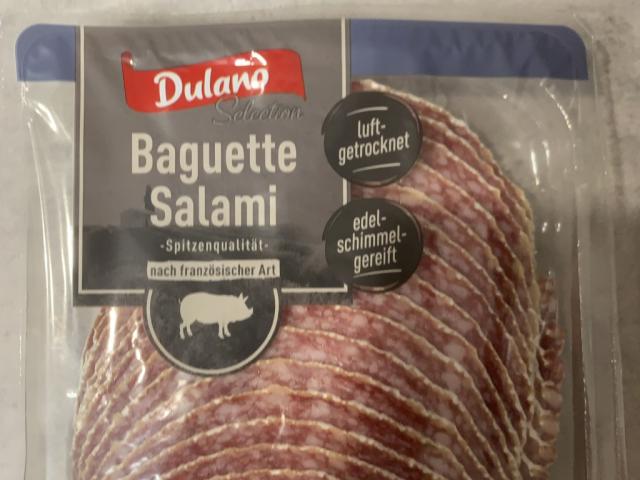 Dulano
Selection
Baguette
Salami
-Spitzenqualität-
nach französischer Art
luft-
getrocknet
edel-
schimmel-
gereift